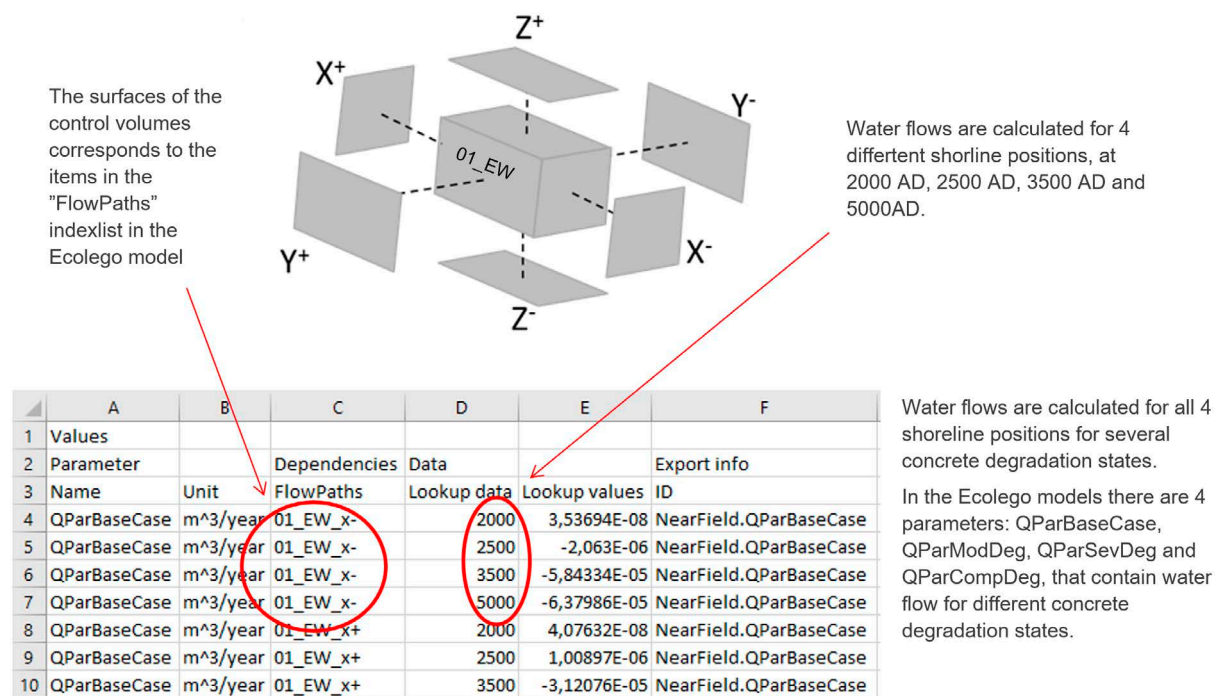 The surfaces of the
control volumes
corresponds to the
items in the
”FlowPaths”
indexlist in the
Ecolego model
Z+
X+
Y-
01_EW
Y+
X-
Z-
Water flows are calculated for 4
differtent shorline positions, at
2000 AD, 2500 AD, 3500 AD and
5000AD.
A B C D E F
1 Values
2 Parameter Dependencies Data Export info
3 Name Unit FlowPaths Lookup data Lookup values ID
4 QParBaseCase m^3/year 01_EW_x- 2000 3,53694E-08 NearField.QParBaseCase
5 QParBaseCase m^3/year 01_EW_x- 2500 -2,063E-06 NearField.QParBaseCase
6 QParBaseCase m^3/year 01_EW_x- 3500 -5,84334E-05 NearField.QParBaseCase
7 QParBaseCase m^3/year 01_EW_x- 5000 -6,37986E-05 NearField.QParBaseCase
8 QParBaseCase m^3/year 01_EW_x+ 2000 4,07632E-08 NearField.QParBaseCase
9 QParBaseCase m^3/year 01_EW_x+ 2500 1,00897E-06 NearField.QParBaseCase
10 QParBaseCase m^3/year 01_EW_x+ 3500 -3,12076E-05 NearField.QParBaseCase
Water flows are calculated for all 4
shoreline positions for several
concrete degradation states.
In the Ecolego models there are 4
parameters: QParBaseCase,
QParModDeg, QParSevDeg and
QParCompDeg, that contain water
flow for different concrete
degradation states.